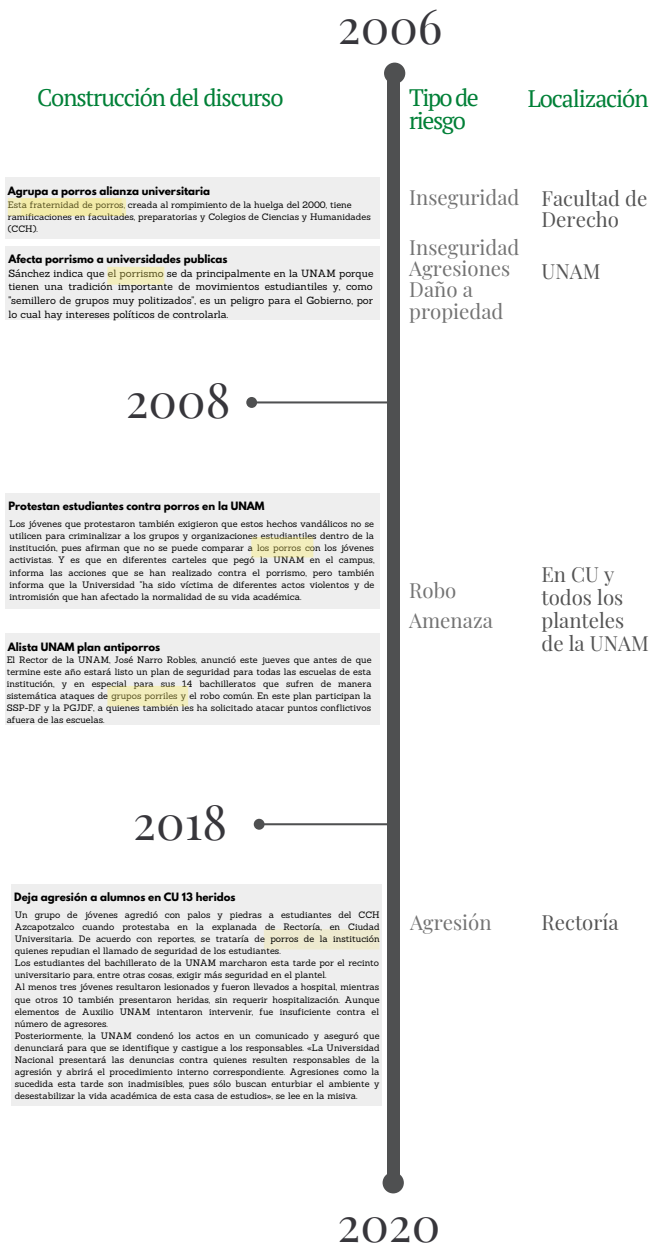 2006
Construcción del discurso
Tipo de
riesgo
Localización
Agrupa a porros alianza universitaria
Esta fraternidad de porros, creada al rompimiento de la huelga del 2000, tiene
ramificaciones en facultades, preparatorias y Colegios de Ciencias y Humanidades
(CCH).
Inseguridad
Facultad de
Derecho
Afecta porrismo a universidades publicas
Sánchez indica que el porrismo se da principalmente en la UNAM porque
tienen una tradición importante de movimientos estudiantiles y, como
"semillero de grupos muy politizados", es un peligro para el Gobierno, por
lo cual hay intereses políticos de controlarla.
Inseguridad
Agresiones
Daño a
propiedad
UNAM
2008
Protestan estudiantes contra porros en la UNAM
Los jóvenes que protestaron también exigieron que estos hechos vandálicos no se
utilicen para criminalizar a los grupos y organizaciones estudiantiles dentro de la
institución, pues afirman que no se puede comparar a los porros con los jóvenes
activistas. Y es que en diferentes carteles que pegó la UNAM en el campus,
informa las acciones que se han realizado contra el porrismo, pero también
informa que la Universidad "ha sido víctima de diferentes actos violentos y de
intromisión que han afectado la normalidad de su vida académica.
Robo
Amenaza
En CU y
todos los
planteles
de la UNAM
Alista UNAM plan antiporros
El Rector de la UNAM, José Narro Robles, anunció este jueves que antes de que
termine este año estará listo un plan de seguridad para todas las escuelas de esta
institución, y en especial para sus 14 bachilleratos que sufren de manera
sistemática ataques de grupos porriles y el robo común. En este plan participan la
SSP-DF y la PGJDF, a quienes también les ha solicitado atacar puntos conflictivos
afuera de las escuelas.
2018
Deja agresión a alumnos en CU 13 heridos
Un grupo de jóvenes agredió con palos y piedras a estudiantes del CCH
Azcapotzalco cuando protestaba en la explanada de Rectoría, en Ciudad
Universitaria. De acuerdo con reportes, se trataría de porros de la institución
quienes repudian el llamado de seguridad de los estudiantes.
Los estudiantes del bachillerato de la UNAM marcharon esta tarde por el recinto
universitario para, entre otras cosas, exigir más seguridad en el plantel.
Al menos tres jóvenes resultaron lesionados y fueron llevados a hospital, mientras
que otros 10 también presentaron heridas, sin requerir hospitalización. Aunque
elementos de Auxilio UNAM intentaron intervenir, fue insuficiente contra el
número de agresores.
Posteriormente, la UNAM condenó los actos en un comunicado y aseguró que
denunciará para que se identifique y castigue a los responsables. «La Universidad
Nacional presentará las denuncias contra quienes resulten responsables de la
agresión y abrirá el procedimiento interno correspondiente. Agresiones como la
sucedida esta tarde son inadmisibles, pues sólo buscan enturbiar el ambiente y
desestabilizar la vida académica de esta casa de estudios», se lee en la misiva.
Agresión
Rectoría
2020